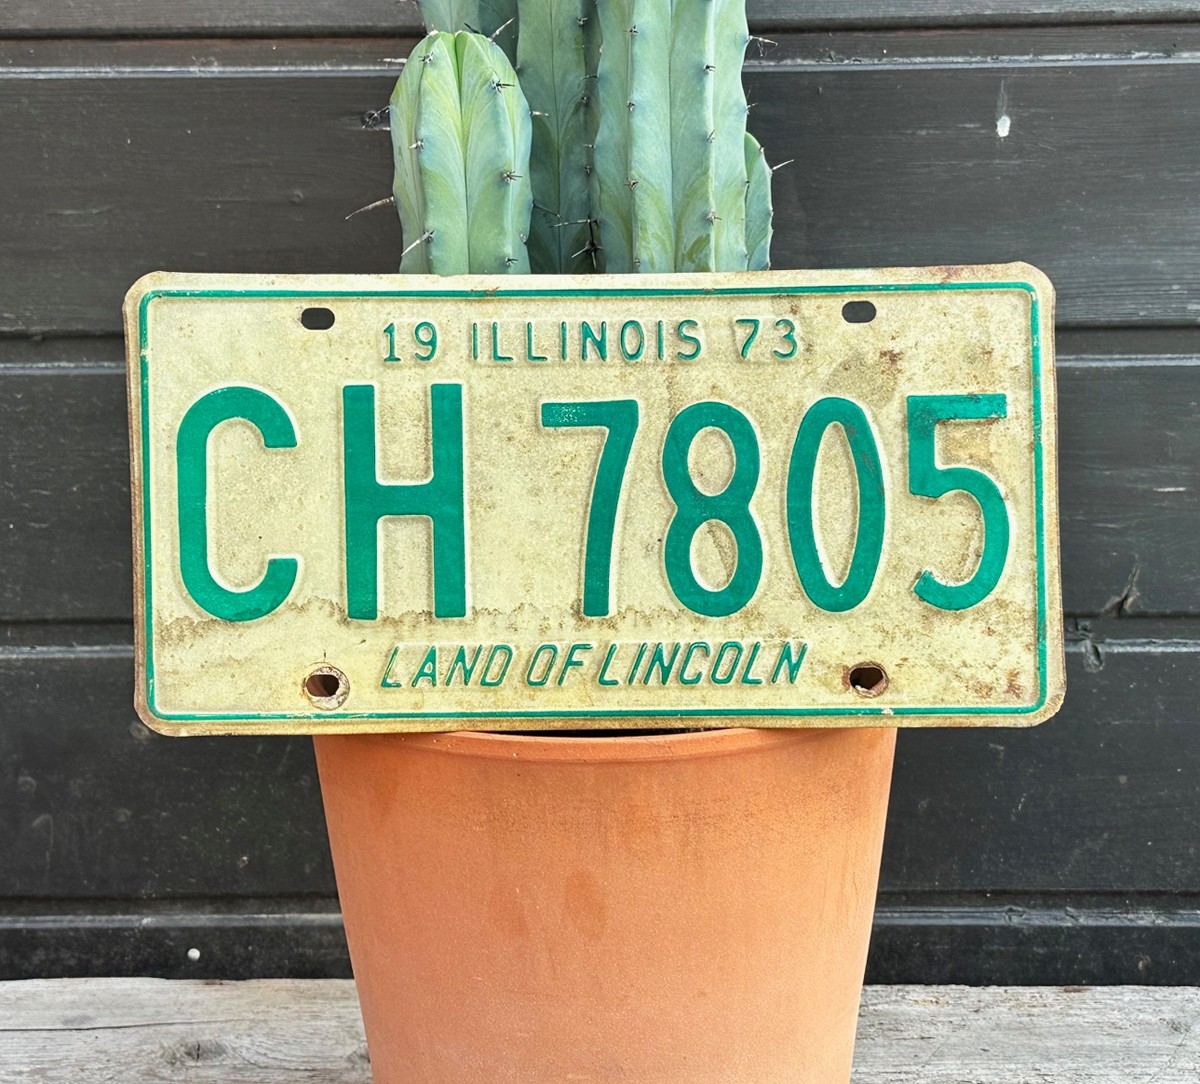 19 ILLINOIS 73
CH 7805
LAND OF LINCOLN